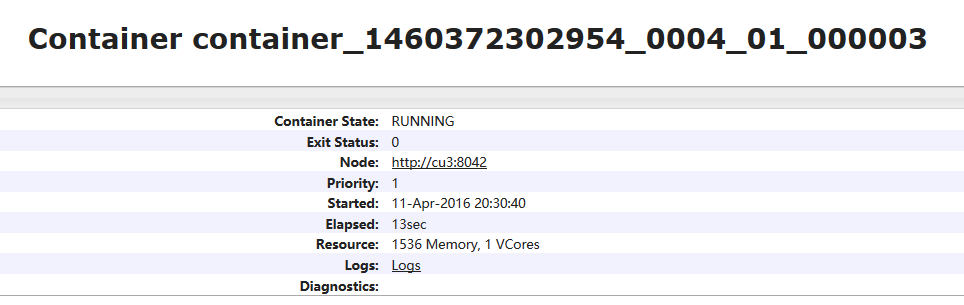 Container container_1460372302954_0004_01_000003
Container State: RUNNING
Exit Status: 0
Node: http://cu3:8042
Priority: 1
Started: 11-Apr-2016 20:30:40
Elapsed: 13sec
Resource: 1536 Memory, 1 VCores
Logs: Logs
Diagnostics: